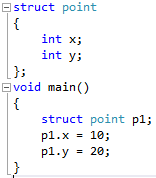 struct point
{
    int x;
    int y;
};
void main()
{
    struct point p1;
    p1.x = 10;
    p1.y = 20;
}